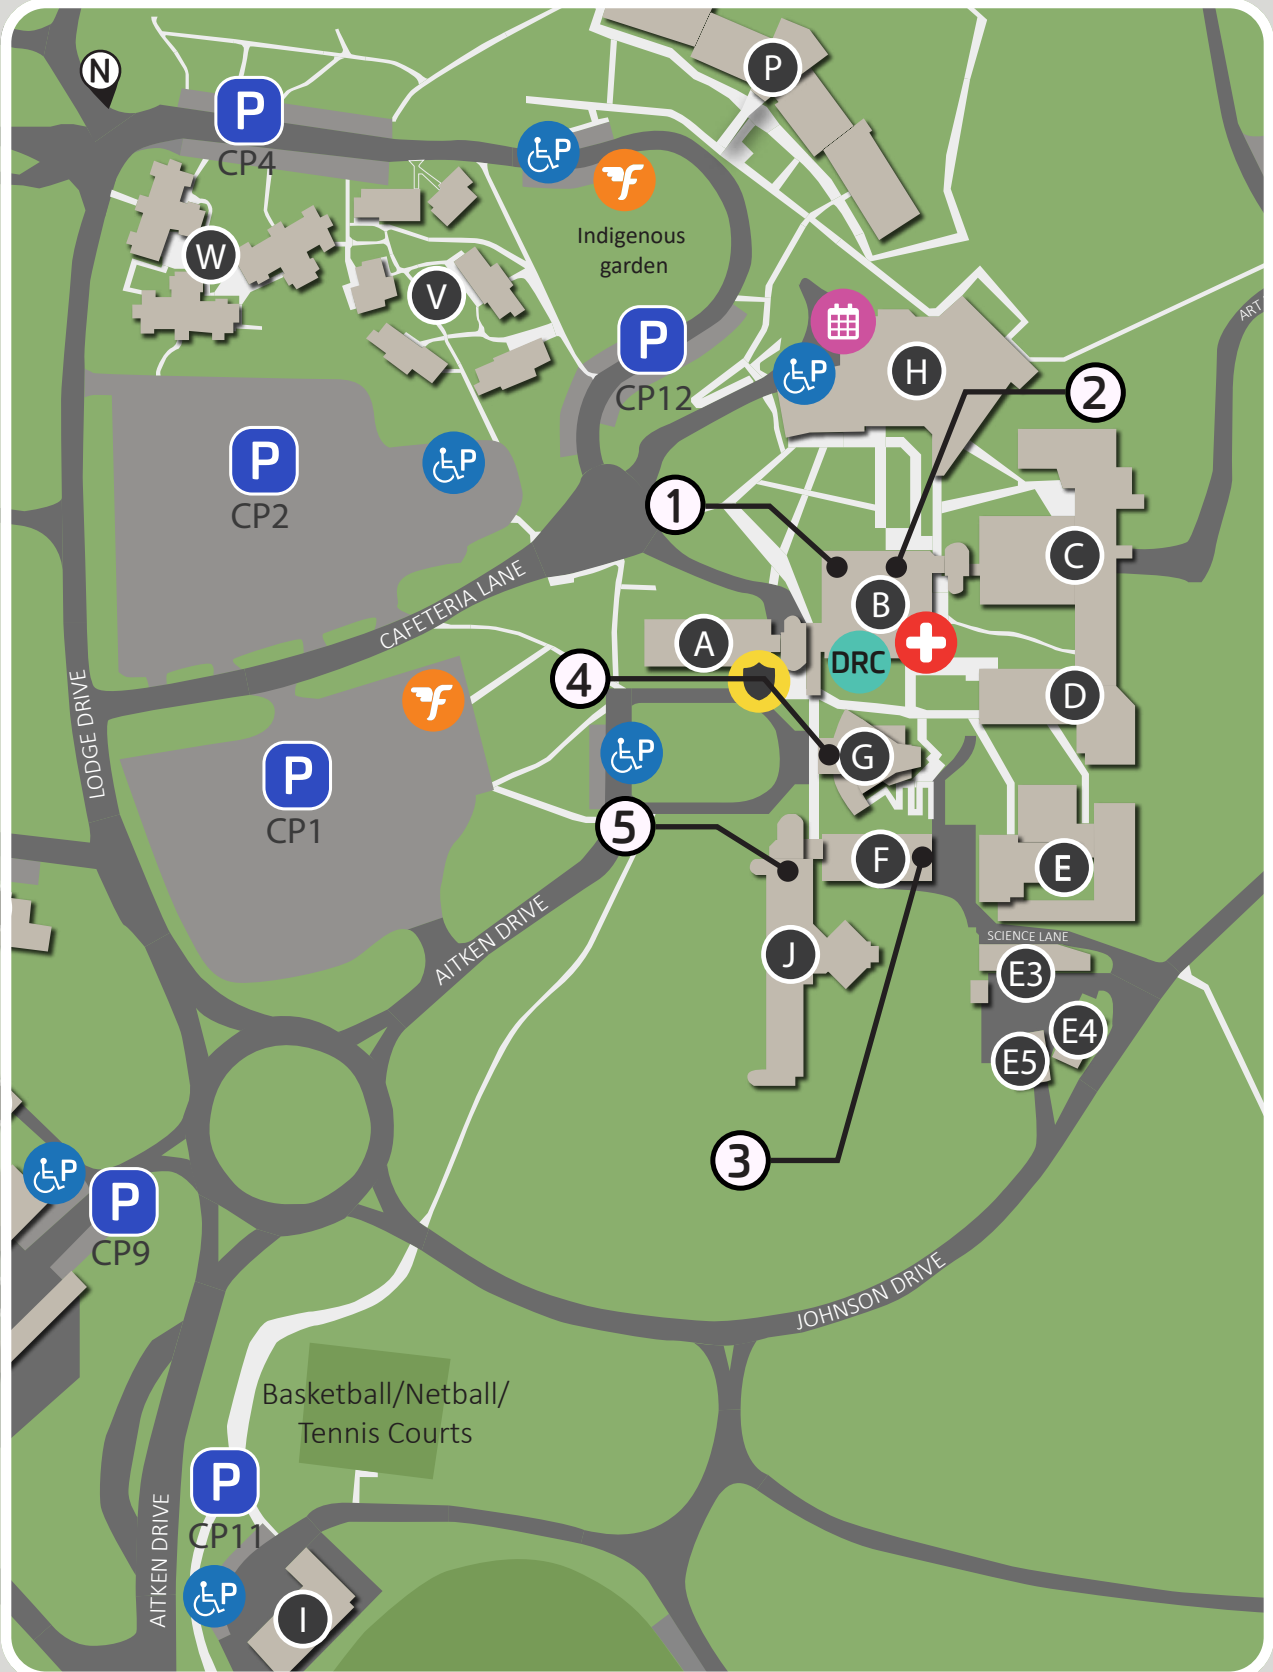 N
P
CP4
P
P
Indigenous
garden
W
V
P
CP12
H
P
2
P
CP2
P
1
C
B
CAFETERIA LANE
A
DRC
4
D
LODGE DRIVE
P
G
P
CP1
5
F
E
AITKEN DRIVE
SCIENCE LANE
J
E3
E4
E5
3
P
P
CP9
JOHNSON DRIVE
Basketball/Netball/
Tennis Courts
P
CP11
AITKEN DRIVE
P
I
ART